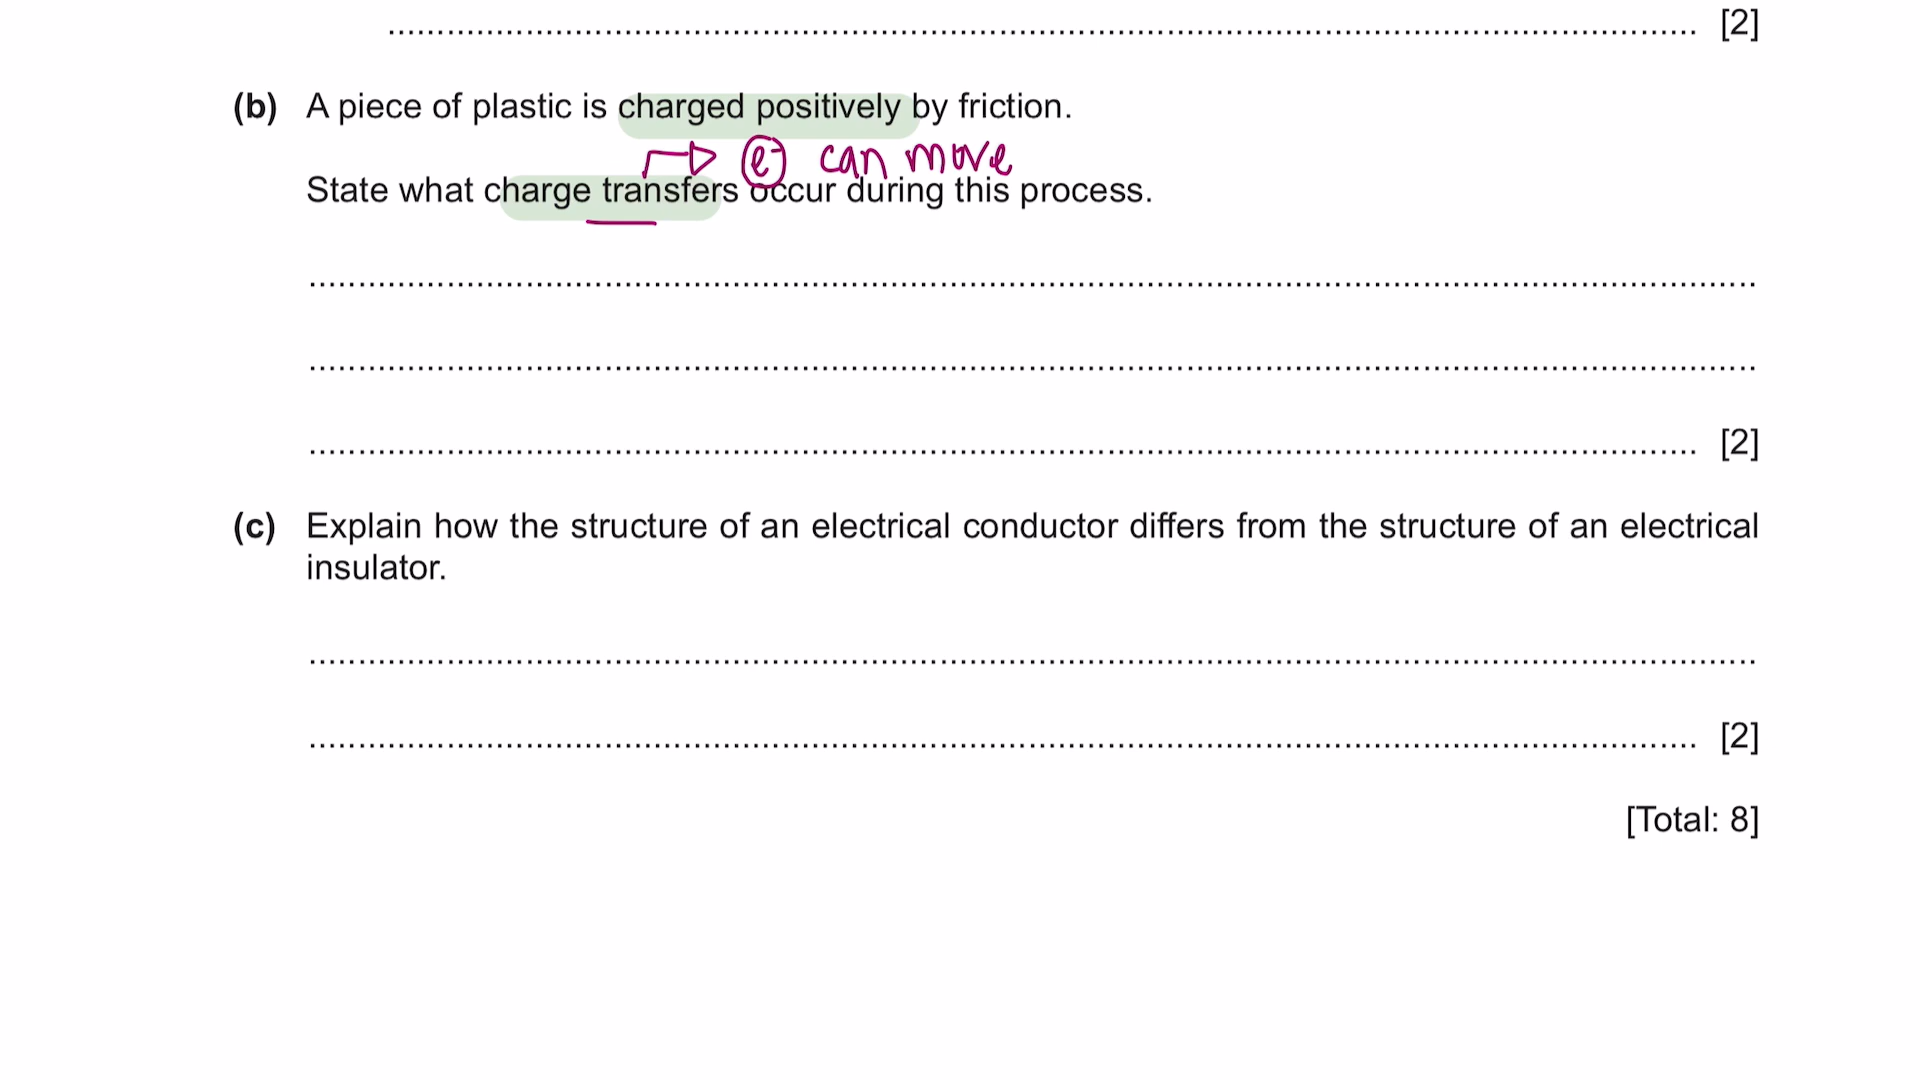 [2]
(b) A piece of plastic is charged positively by friction.
e- can move
State what charge transfers occur during this process.
[2]
(c) Explain how the structure of an electrical conductor differs from the structure of an electrical
insulator.
[2]
[Total: 8]